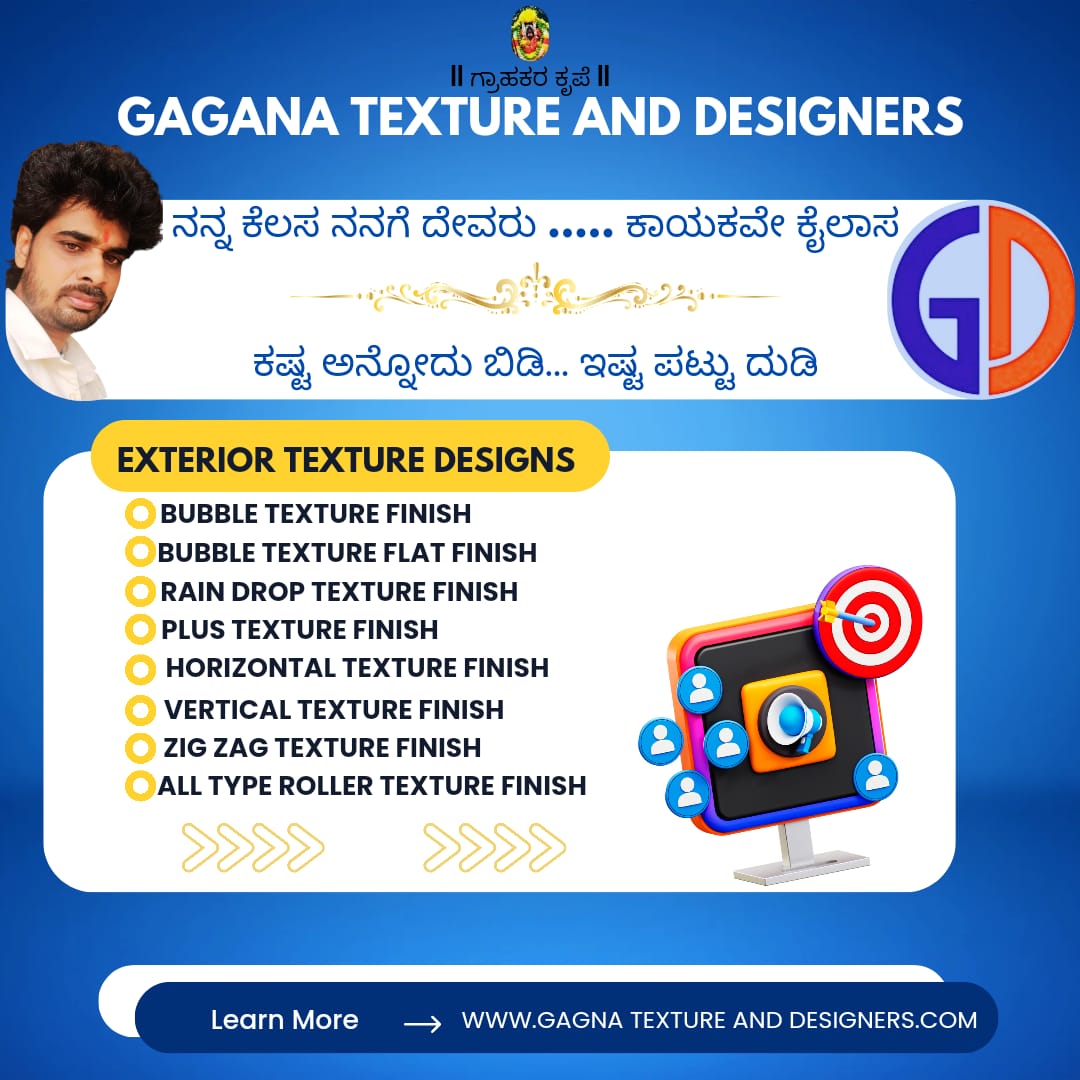 ॥ ಗ್ರಾಹಕರ ಕೃಪೆ ॥
GAGANA TEXTURE AND DESIGNERS
ನನ್ನ ಕೆಲಸ ನನಗೆ ದೇವರು ..... ಕಾಯಕವೇ ಕೈಲಾಸ
GD
ಕಷ್ಟ ಅನ್ನೋದು ಬಿಡಿ... ಇಷ್ಟ ಪಟ್ಟು ದುಡಿ
EXTERIOR TEXTURE DESIGNS
BUBBLE TEXTURE FINISH
BUBBLE TEXTURE FLAT FINISH
RAIN DROP TEXTURE FINISH
PLUS TEXTURE FINISH
HORIZONTAL TEXTURE FINISH
VERTICAL TEXTURE FINISH
ZIG ZAG TEXTURE FINISH
ALL TYPE ROLLER TEXTURE FINISH
Learn More → WWW.GAGNA TEXTURE AND DESIGNERS.COM